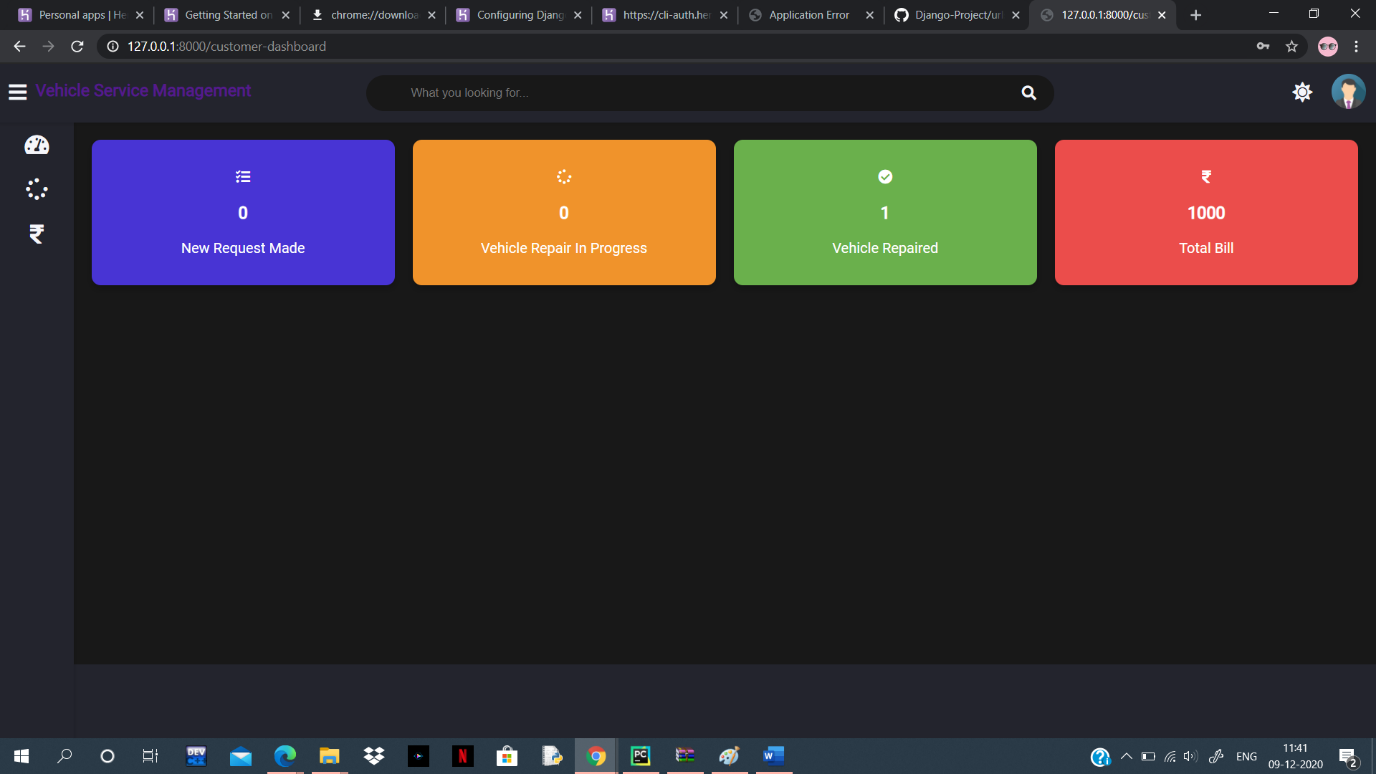 Personal apps | He
Getting Started on
chrome://downloa
Configuring Djang
https://cli-auth.her
Application Error
Django-Project/url
127.0.0.1:8000/cus
127.0.0.1:8000/customer-dashboard
Vehicle Service Management
What you looking for...
0
New Request Made
0
Vehicle Repair In Progress
1
Vehicle Repaired
₹
1000
Total Bill
₹
DEV
C++
N
PC
W
ENG
11:41
09-12-2020
2